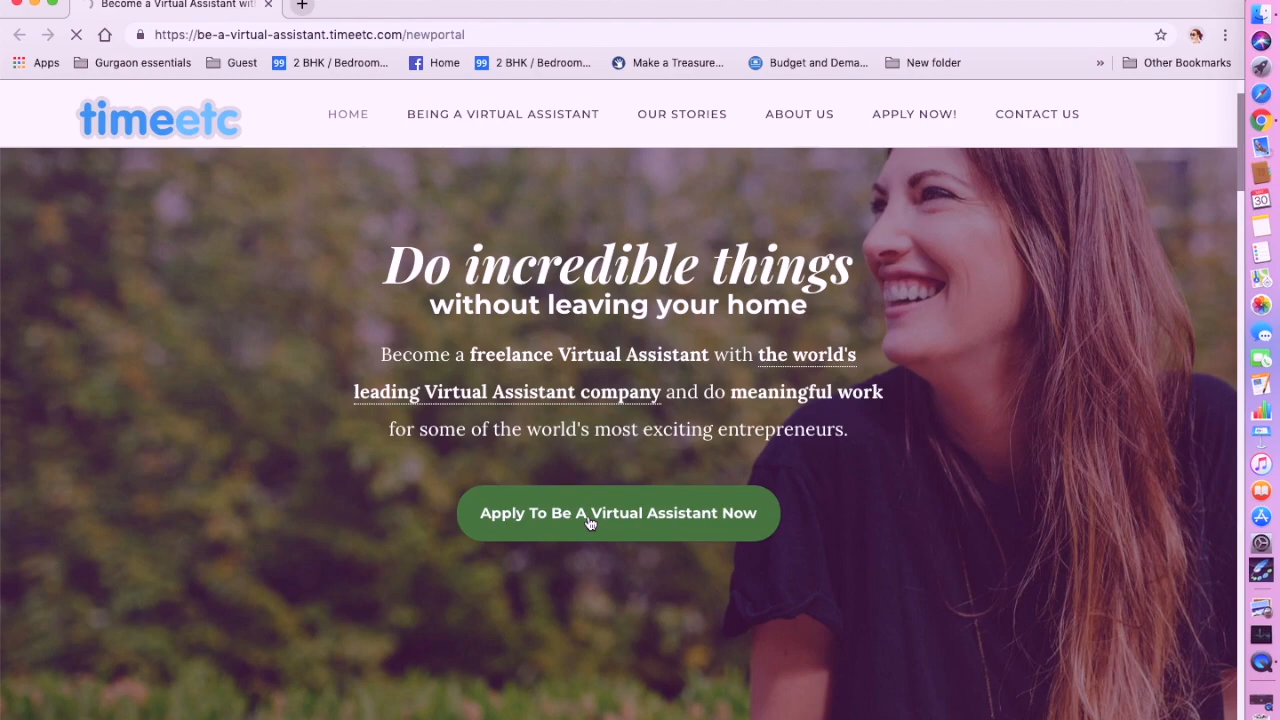 Become a Virtual Assistant wit
https://be-a-virtual-assistant.timeetc.com/newportal
Apps Gurgaon essentials Guest 99 2 BHK / Bedroom... Home 99 2 BHK / Bedroom... Make a Treasure... Budget and Dema... New folder » Other Bookmarks
timeetc HOME BEING A VIRTUAL ASSISTANT OUR STORIES ABOUT US APPLY NOW! CONTACT US
30
Do incredible things
without leaving your home
Become a freelance Virtual Assistant with the world's
leading Virtual Assistant company and do meaningful work
for some of the world's most exciting entrepreneurs.
Apply To Be A Virtual Assistant Now